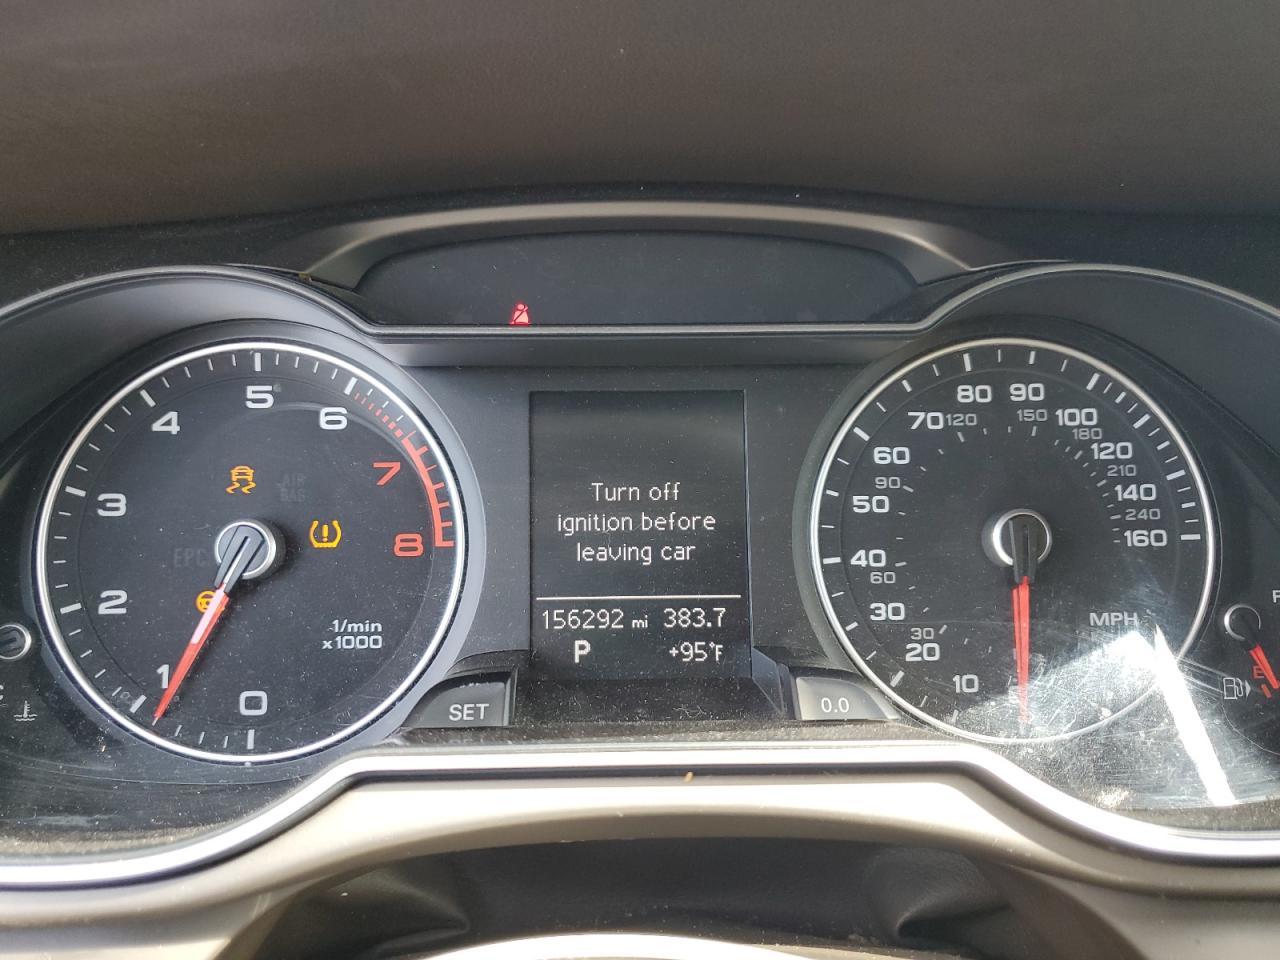 1
2
3
4
5
6
7
8
0
AIR
BAG
EPC
1/min
x1000
SET
Turn off
ignition before
leaving car
156292 mi 383.7
P +95°F
0.0
10
20
30
40
50
60
70
80
90
100
120
140
160
30
60
90
120
150
180
210
240
MPH
C
E